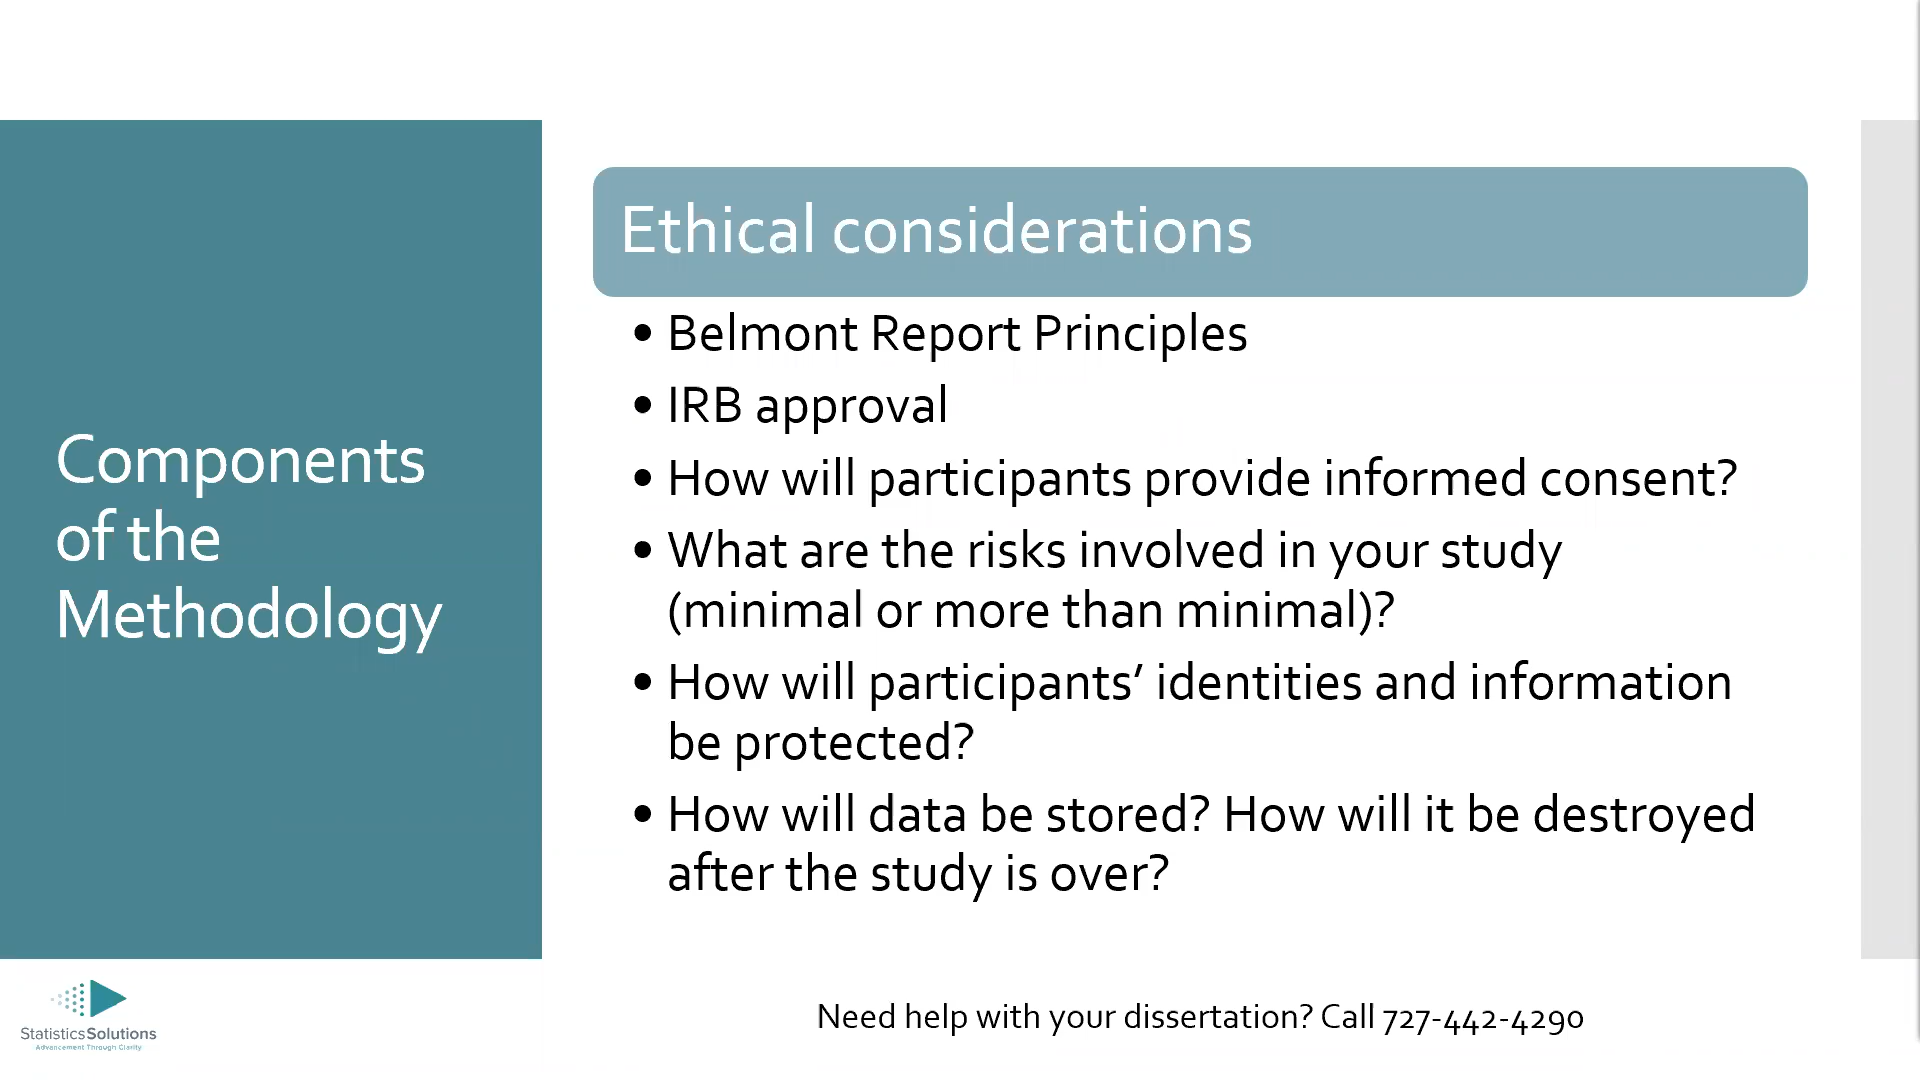 Components
of the
Methodology
Ethical considerations
• Belmont Report Principles
• IRB approval
• How will participants provide informed consent?
• What are the risks involved in your study
(minimal or more than minimal)?
• How will participants’ identities and information
be protected?
• How will data be stored? How will it be destroyed
after the study is over?
StatisticsSolutions
Advancement Through Clarity
Need help with your dissertation? Call 727-442-4290